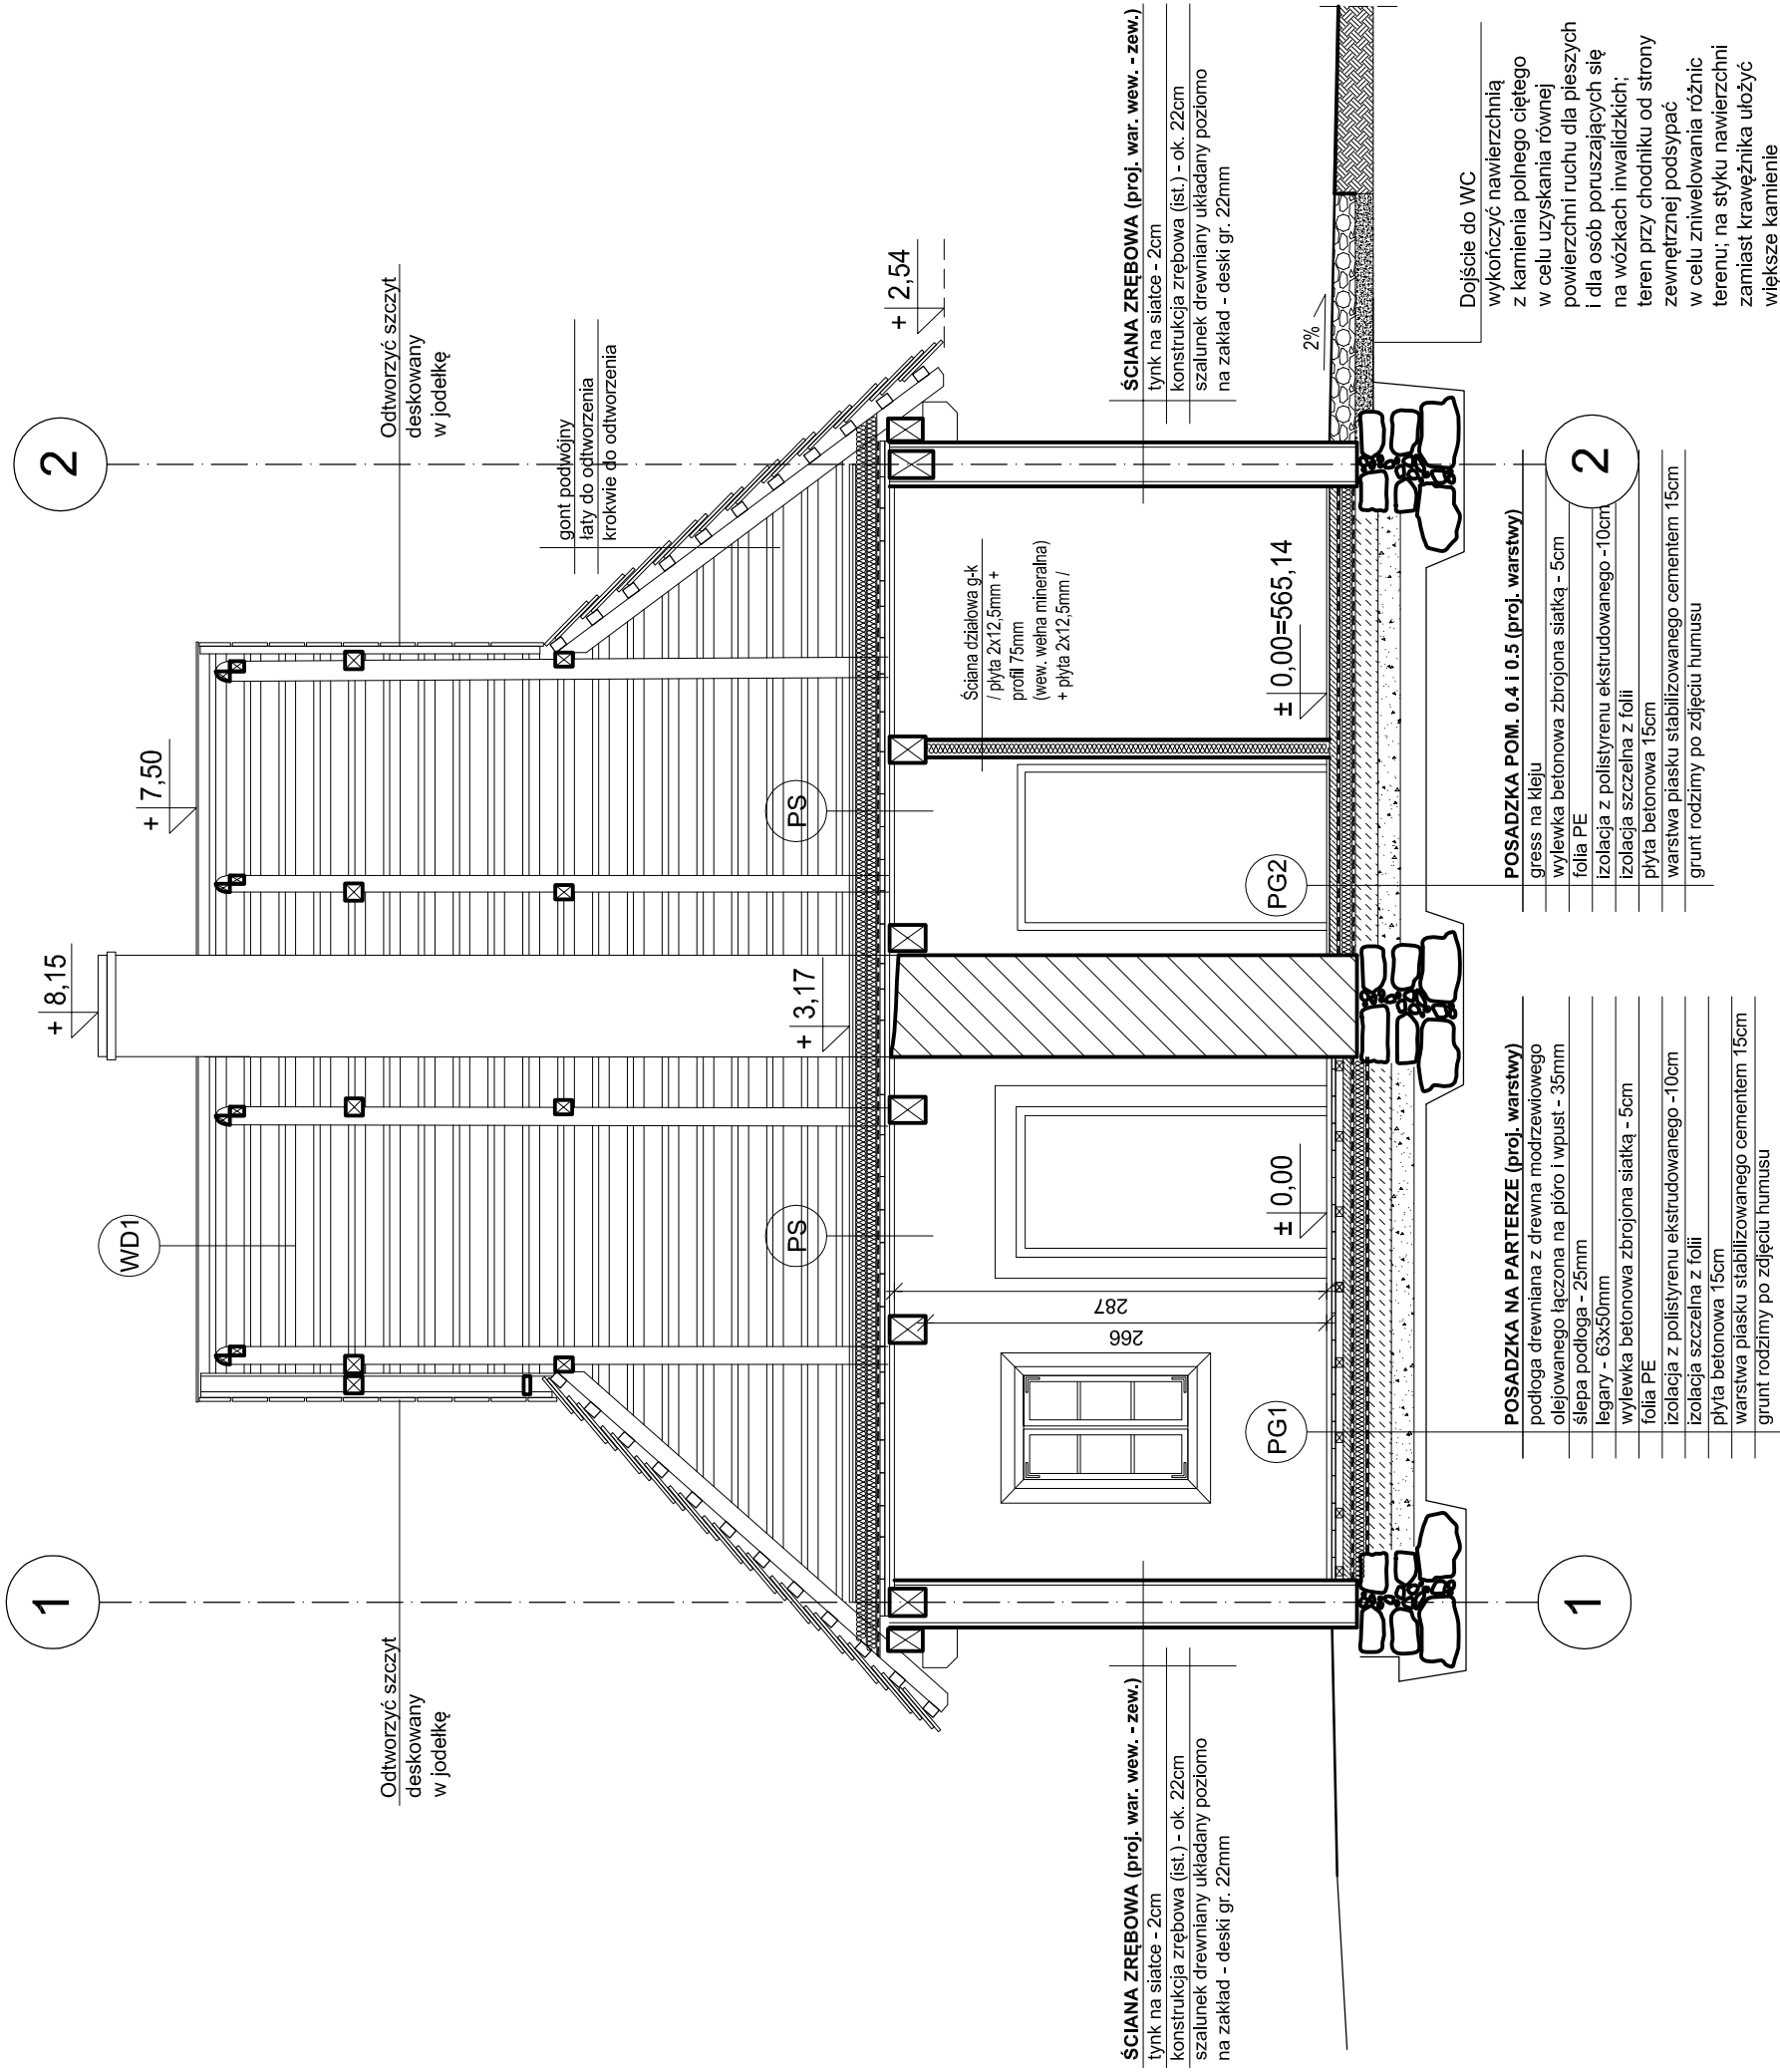 1
2
+ 8,15
+ 7,50
WD1
Odtworzyć szczyt
deskowany
w jodełkę
Odtworzyć szczyt
deskowany
w jodełkę
gont podwójny
łaty do odtworzenia
krokwie do odtworzenia
PS
+ 3,17
PS
+ 2,54
Ściana działowa g-k
/ płyta 2x12,5mm +
profil 75mm
(wew. wełna mineralna)
+ płyta 2x12,5mm /
287
266
± 0,00
± 0,00=565,14
PG1
PG2
ŚCIANA ZRĘBOWA (proj. war. wew. - zew.)
tynk na siatce - 2cm
konstrukcja zrębowa (ist.) - ok. 22cm
szalunek drewniany układany poziomo
na zakład - deski gr. 22mm
ŚCIANA ZRĘBOWA (proj. war. wew. - zew.)
tynk na siatce - 2cm
konstrukcja zrębowa (ist.) - ok. 22cm
szalunek drewniany układany poziomo
na zakład - deski gr. 22mm
2%
1
2
POSADZKA NA PARTERZE (proj. warstwy)
podłoga drewniana z drewna modrzewiowego
olejowanego łączona na pióro i wpust - 35mm
ślepa podłoga - 25mm
legary - 63x50mm
wylewka betonowa zbrojona siatką - 5cm
folia PE
izolacja z polistyrenu ekstrudowanego -10cm
izolacja szczelna z folii
płyta betonowa 15cm
warstwa piasku stabilizowanego cementem 15cm
grunt rodzimy po zdjęciu humusu
POSADZKA POM. 0.4 i 0.5 (proj. warstwy)
gress na kleju
wylewka betonowa zbrojona siatką - 5cm
folia PE
izolacja z polistyrenu ekstrudowanego -10cm
izolacja szczelna z folii
płyta betonowa 15cm
warstwa piasku stabilizowanego cementem 15cm
grunt rodzimy po zdjęciu humusu
Dojście do WC
wykończyć nawierzchnią
z kamienia polnego ciętego
w celu uzyskania równej
powierzchni ruchu dla pieszych
i dla osób poruszających się
na wózkach inwalidzkich;
teren przy chodniku od strony
zewnętrznej podsypać
w celu zniwelowania różnic
terenu; na styku nawierzchni
zamiast krawężnika ułożyć
większe kamienie